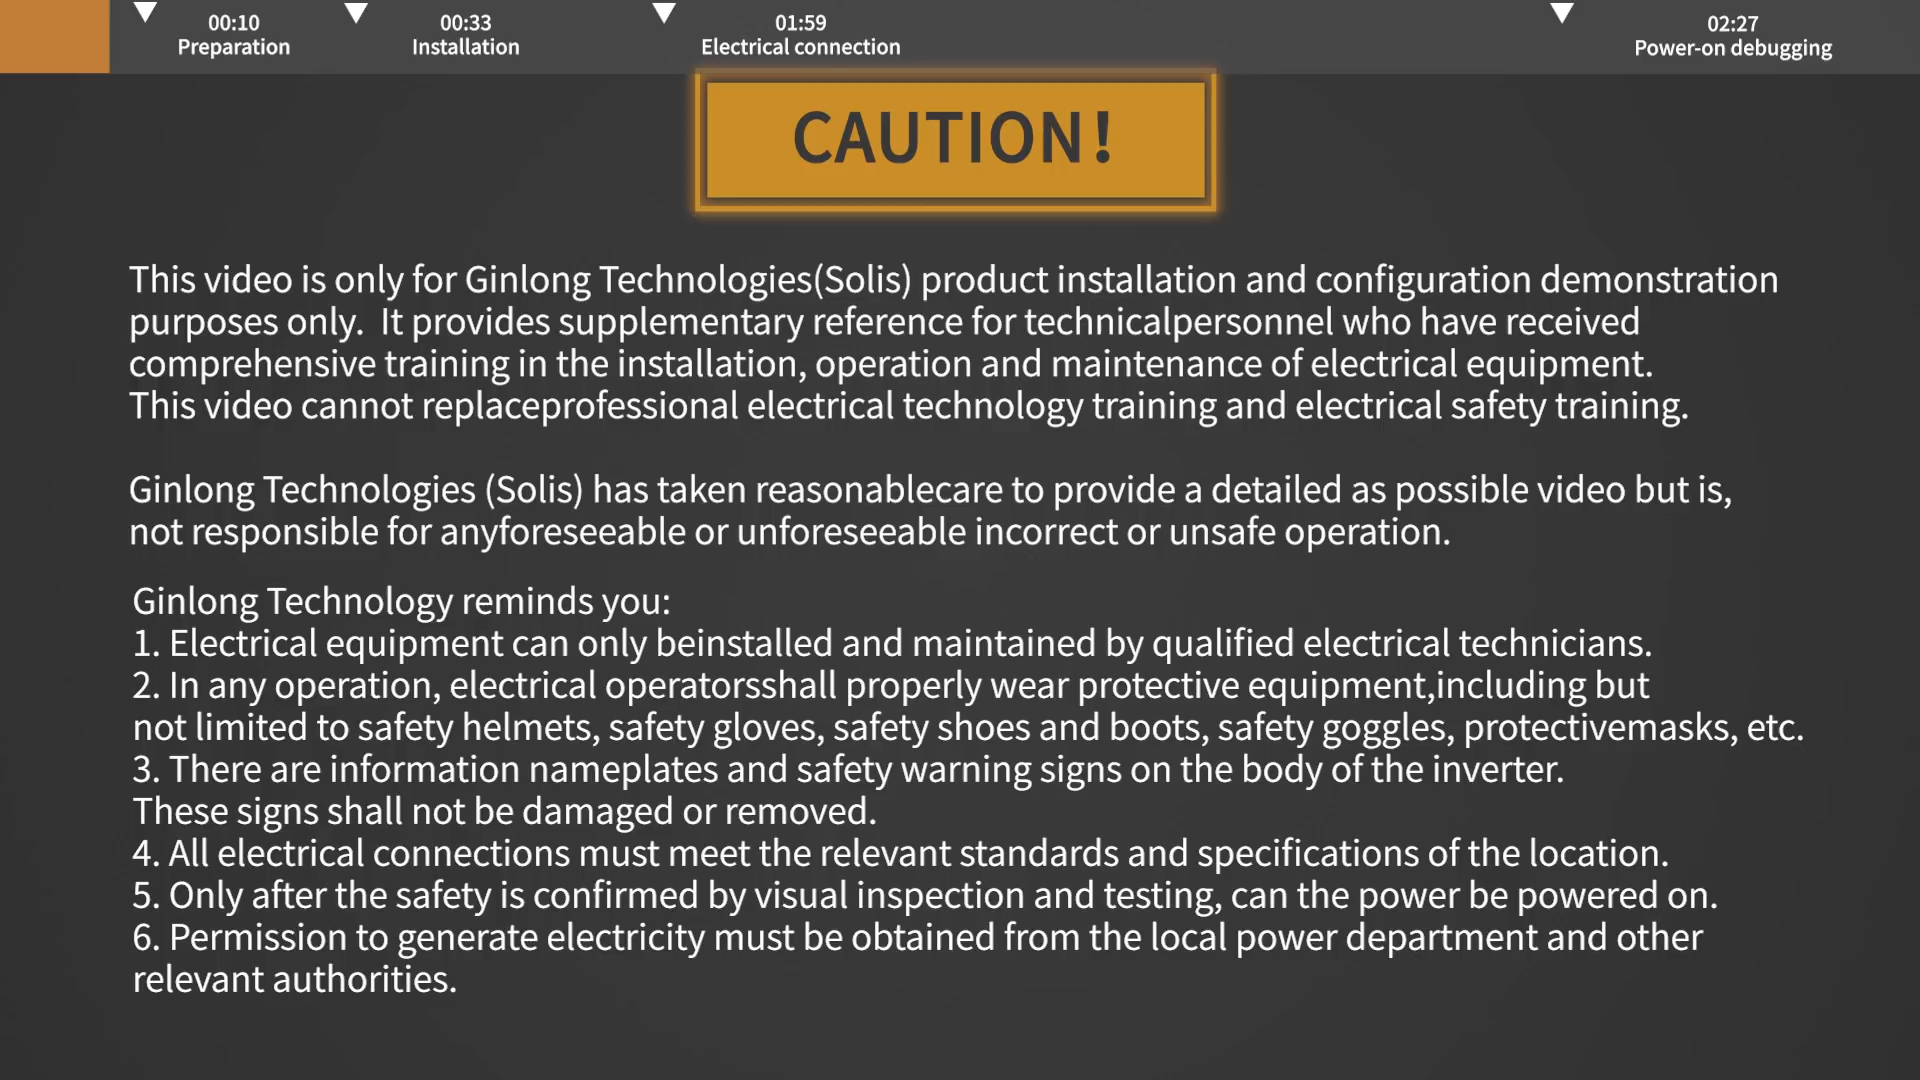 00:10
Preparation
00:33
Installation
01:59
Electrical connection
02:27
Power-on debugging
CAUTION!
This video is only for Ginlong Technologies(Solis) product installation and configuration demonstration
purposes only.  It provides supplementary reference for technicalpersonnel who have received
comprehensive training in the installation, operation and maintenance of electrical equipment.
This video cannot replaceprofessional electrical technology training and electrical safety training.
Ginlong Technologies (Solis) has taken reasonablecare to provide a detailed as possible video but is,
not responsible for anyforeseeable or unforeseeable incorrect or unsafe operation.
Ginlong Technology reminds you:
1. Electrical equipment can only beinstalled and maintained by qualified electrical technicians.
2. In any operation, electrical operatorsshall properly wear protective equipment,including but
not limited to safety helmets, safety gloves, safety shoes and boots, safety goggles, protectivemasks, etc.
3. There are information nameplates and safety warning signs on the body of the inverter.
These signs shall not be damaged or removed.
4. All electrical connections must meet the relevant standards and specifications of the location.
5. Only after the safety is confirmed by visual inspection and testing, can the power be powered on.
6. Permission to generate electricity must be obtained from the local power department and other
relevant authorities.